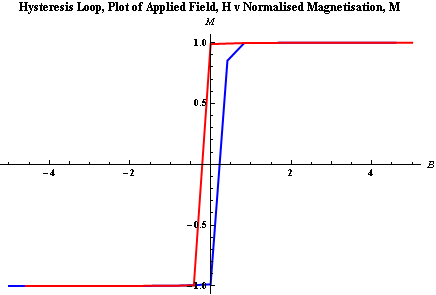 Hysteresis Loop, Plot of Applied Field, H v Normalised Magnetisation, M
M
1.0
0.5
B
-4
-2
2
4
-0.5
-1.0